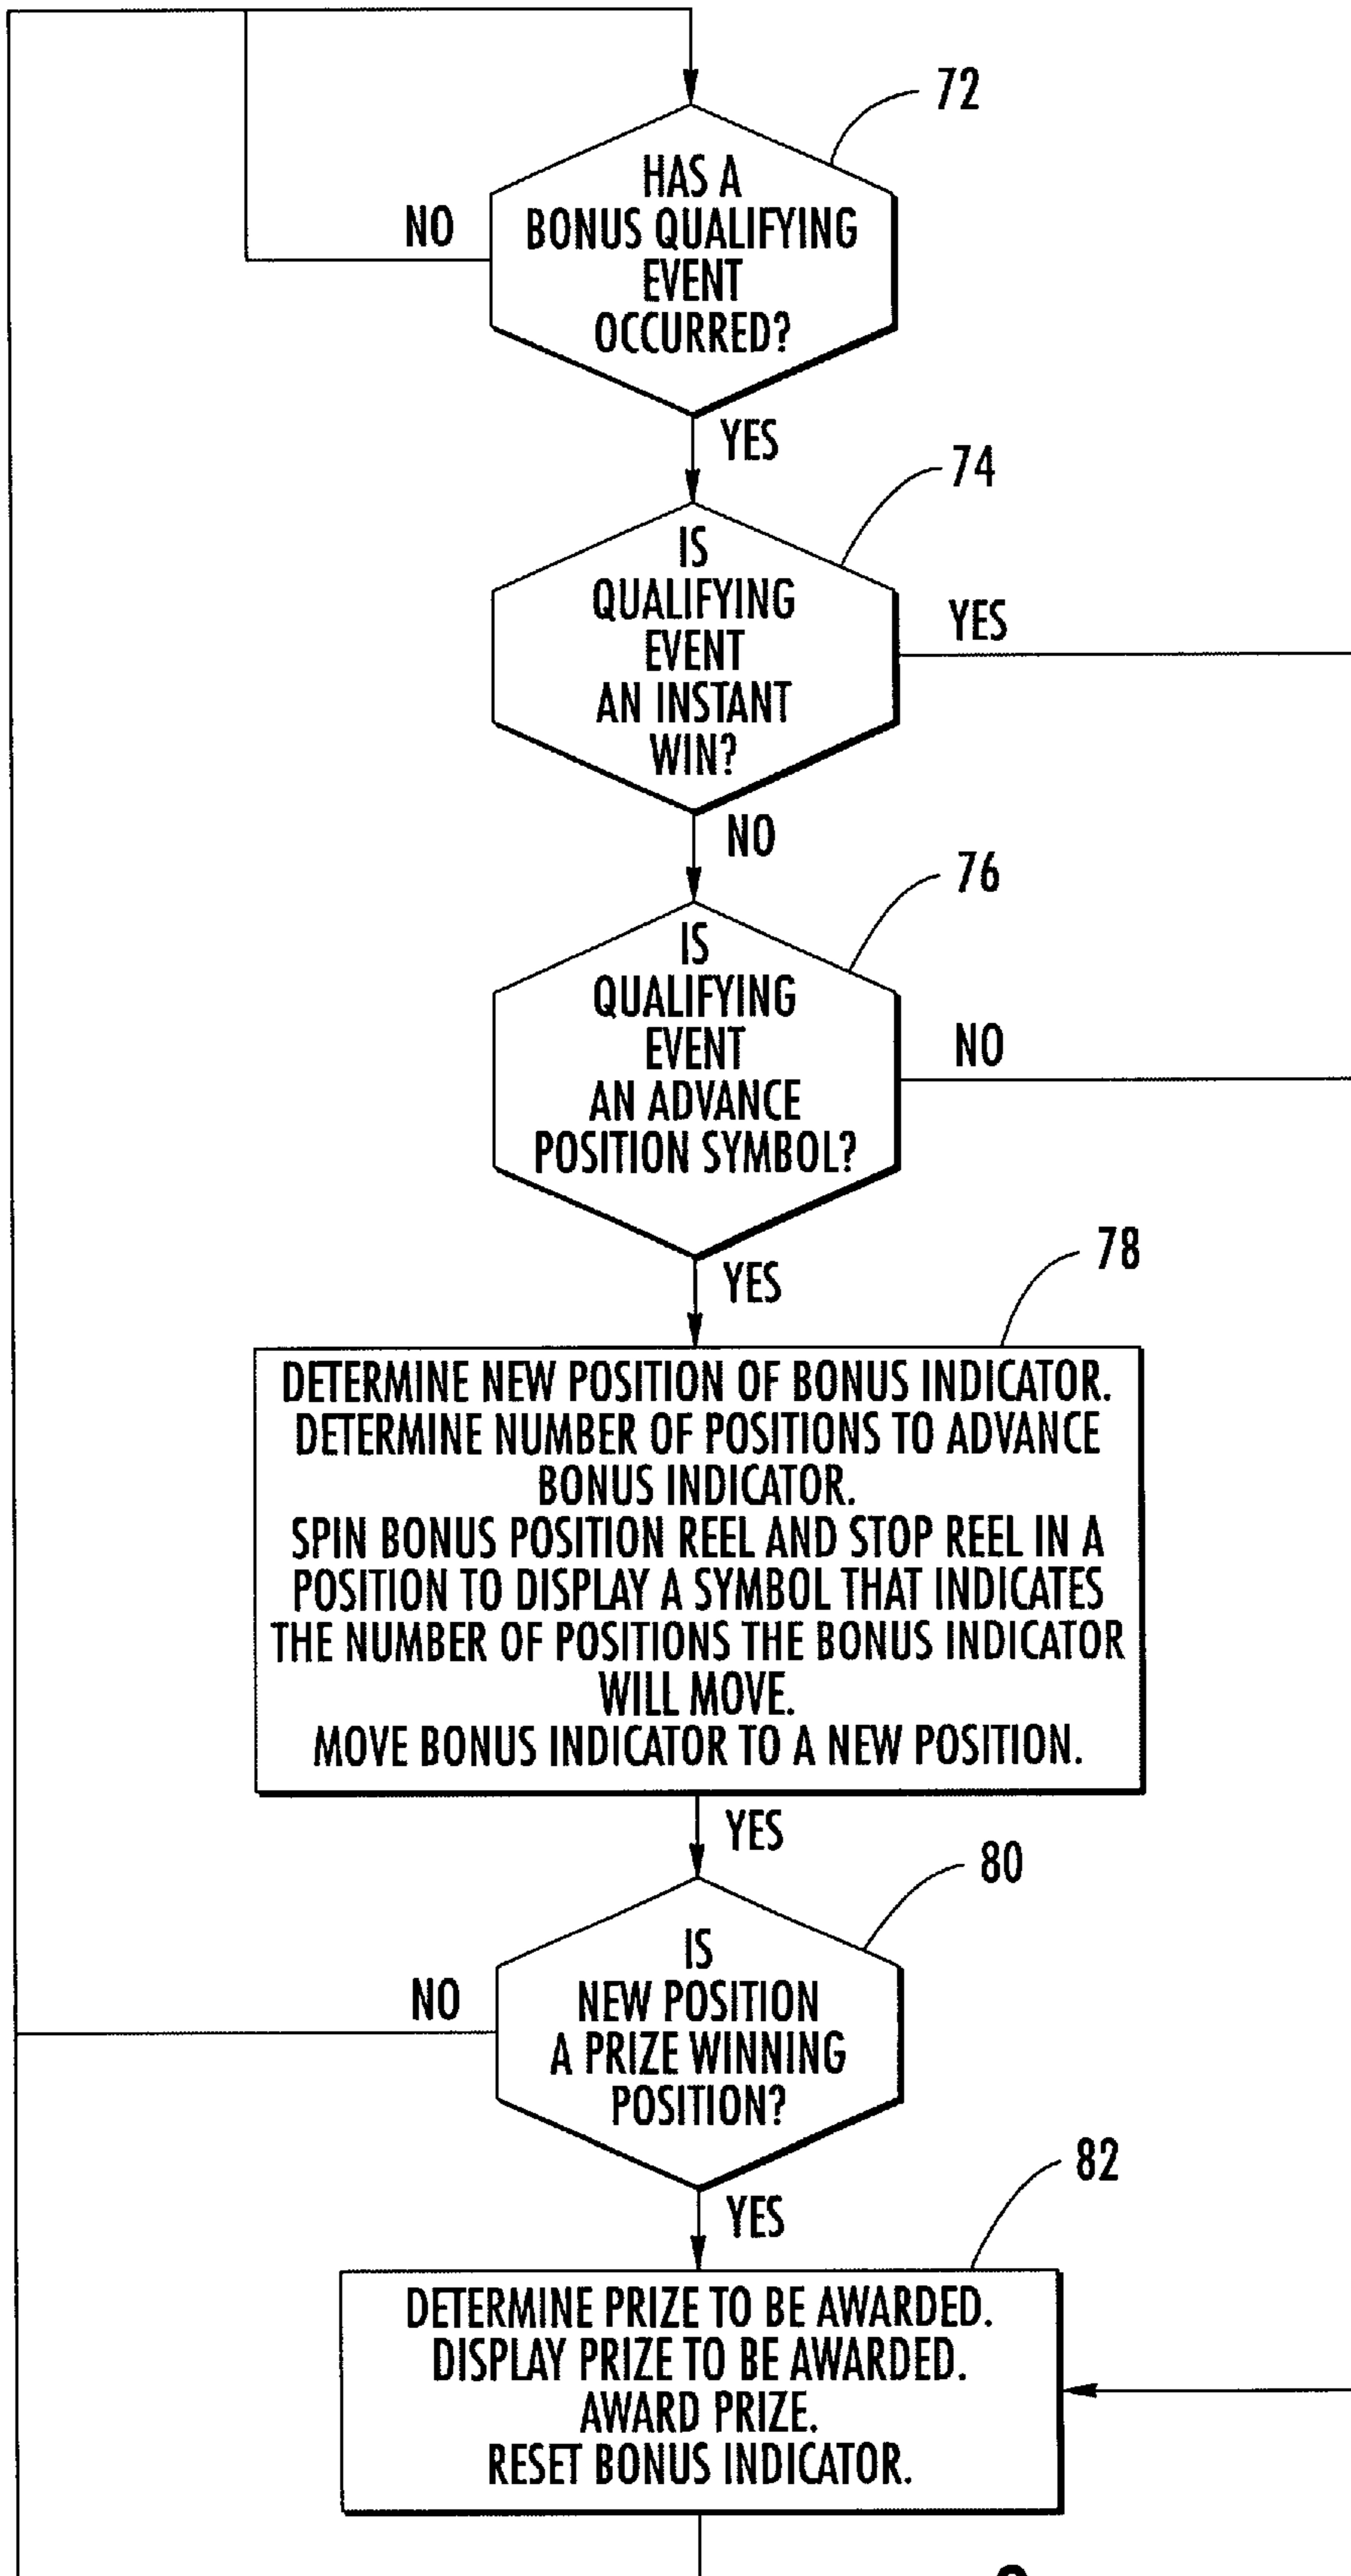 72
HAS A
BONUS QUALIFYING
EVENT
OCCURRED?
NO
YES
74
IS
QUALIFYING
EVENT
AN INSTANT
WIN?
YES
NO
76
IS
QUALIFYING
EVENT
AN ADVANCE
POSITION SYMBOL?
NO
YES
78
DETERMINE NEW POSITION OF BONUS INDICATOR.
DETERMINE NUMBER OF POSITIONS TO ADVANCE
BONUS INDICATOR.
SPIN BONUS POSITION REEL AND STOP REEL IN A
POSITION TO DISPLAY A SYMBOL THAT INDICATES
THE NUMBER OF POSITIONS THE BONUS INDICATOR
WILL MOVE.
MOVE BONUS INDICATOR TO A NEW POSITION.
YES
80
IS
NEW POSITION
A PRIZE WINNING
POSITION?
NO
YES
82
DETERMINE PRIZE TO BE AWARDED.
DISPLAY PRIZE TO BE AWARDED.
AWARD PRIZE.
RESET BONUS INDICATOR.